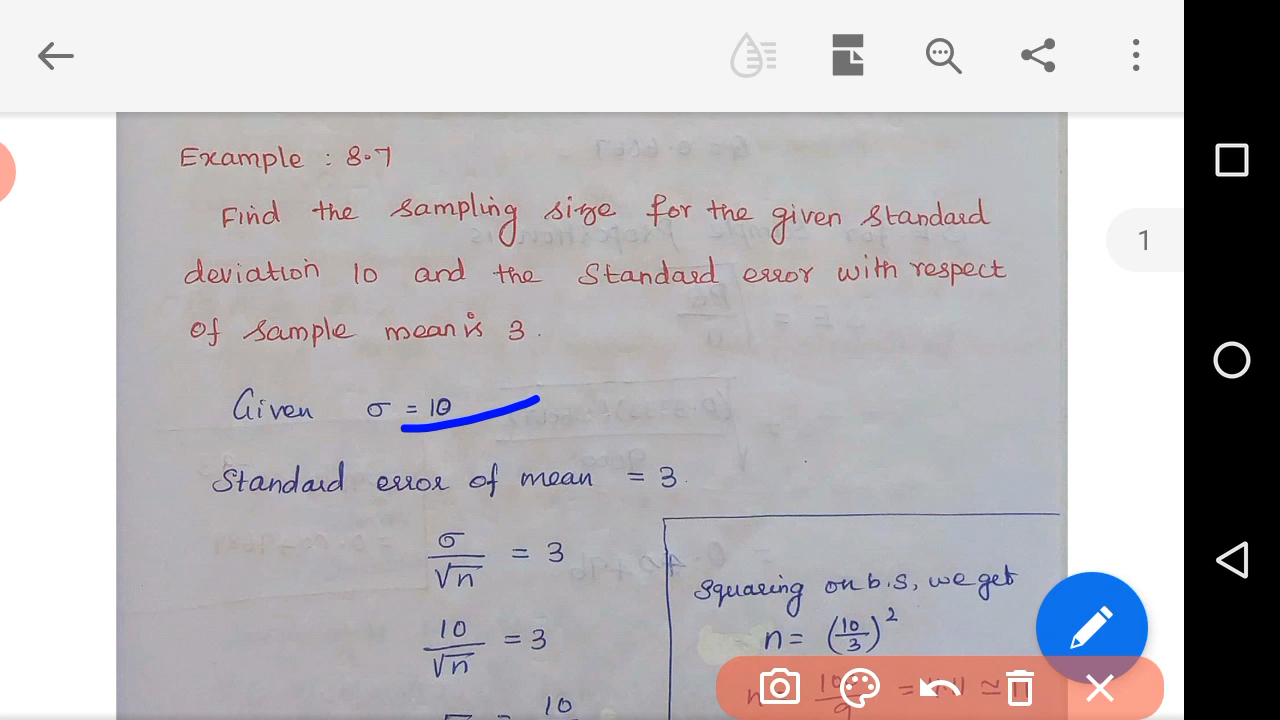 Example : 8.7
Find the sampling size for the given standard
deviation 10 and the standard error with respect
of sample mean is 3.
1
Given σ = 10
Standard error of mean = 3.
σ/√n = 3
10/√n = 3
10
Squaring on b.s, we get
n = (10/3)²